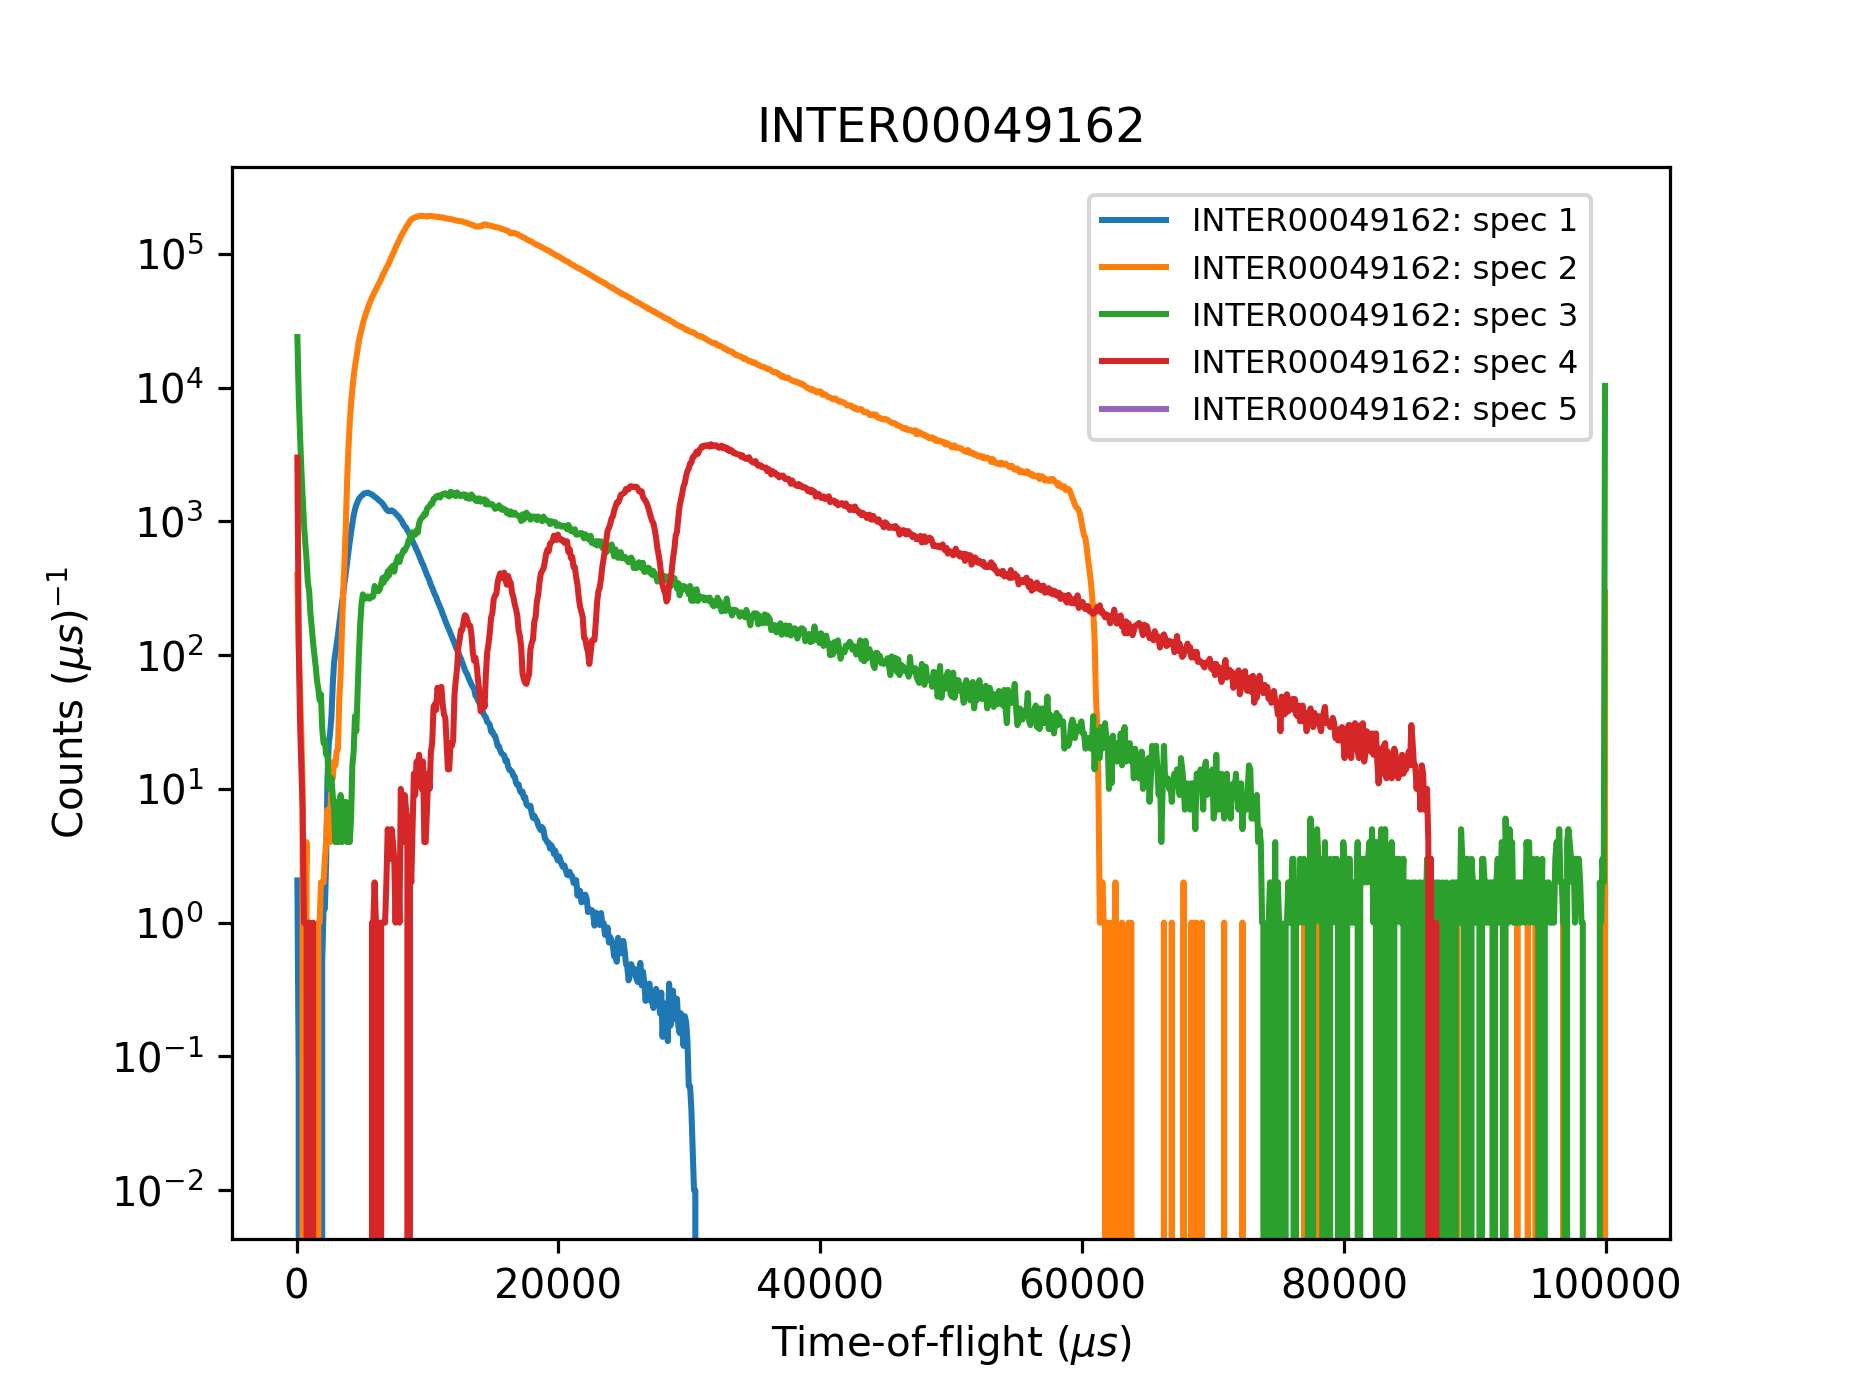 INTER00049162
INTER00049162: spec 1
INTER00049162: spec 2
INTER00049162: spec 3
INTER00049162: spec 4
INTER00049162: spec 5
Counts (μs)⁻¹
10⁵
10⁴
10³
10²
10¹
10⁰
10⁻¹
10⁻²
0 20000 40000 60000 80000 100000
Time-of-flight (μs)